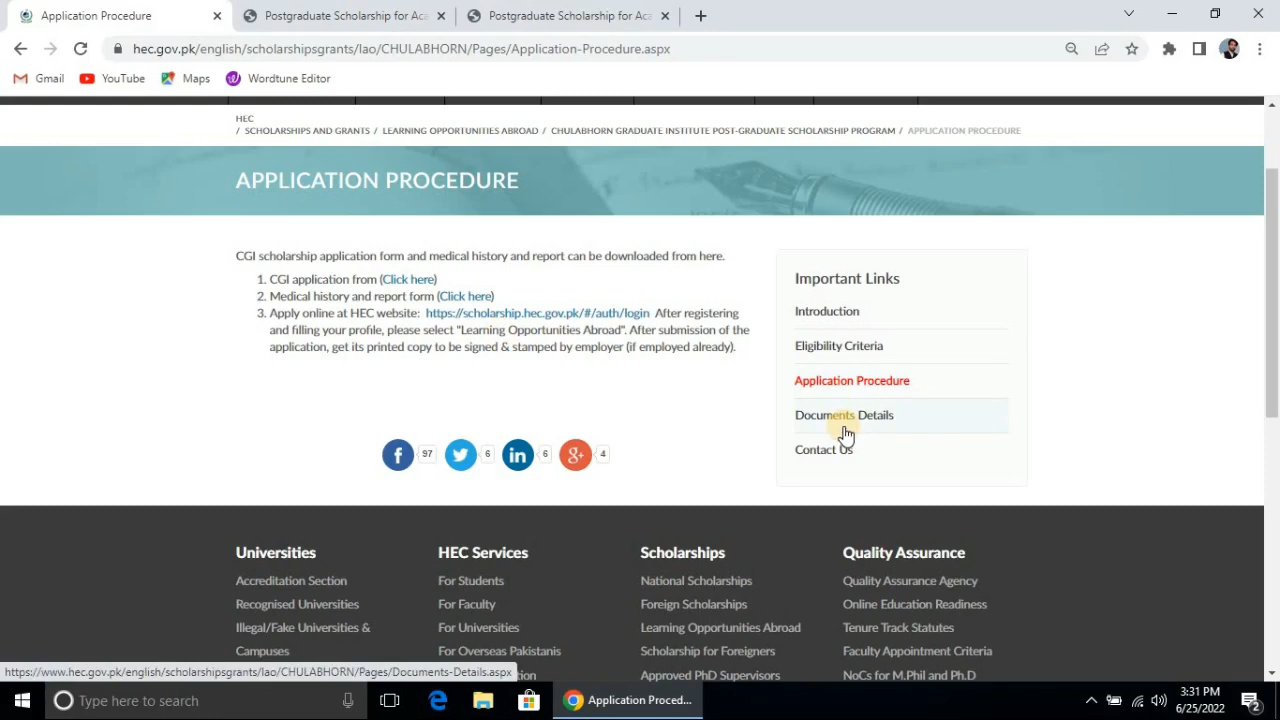 Application Procedure
Postgraduate Scholarship for Aca
Postgraduate Scholarship for Aca
hec.gov.pk/english/scholarshipsgrants/lao/CHULABHORN/Pages/Application-Procedure.aspx
Gmail YouTube Maps Wordtune Editor
HEC
/ SCHOLARSHIPS AND GRANTS / LEARNING OPPORTUNITIES ABROAD / CHULABHORN GRADUATE INSTITUTE POST-GRADUATE SCHOLARSHIP PROGRAM / APPLICATION PROCEDURE
APPLICATION PROCEDURE
CGI scholarship application form and medical history and report can be downloaded from here.
1. CGI application from (Click here)
2. Medical history and report form (Click here)
3. Apply online at HEC website: https://scholarship.hec.gov.pk/#/auth/login After registering
and filling your profile, please select "Learning Opportunities Abroad". After submission of the
application, get its printed copy to be signed & stamped by employer (if employed already).
97 6 6 4
Important Links
Introduction
Eligibility Criteria
Application Procedure
Documents Details
Contact Us
Universities
Accreditation Section
Recognised Universities
Illegal/Fake Universities &
Campuses
HEC Services
For Students
For Faculty
For Universities
For Overseas Pakistanis
Scholarships
National Scholarships
Foreign Scholarships
Learning Opportunities Abroad
Scholarship for Foreigners
Approved PhD Supervisors
Quality Assurance
Quality Assurance Agency
Online Education Readiness
Tenure Track Statutes
Faculty Appointment Criteria
NoCs for M.Phil and Ph.D
https://www.hec.gov.pk/english/scholarshipsgrants/lao/CHULABHORN/Pages/Documents-Details.aspx
Type here to search
Application Proced...
3:31 PM
6/25/2022
2